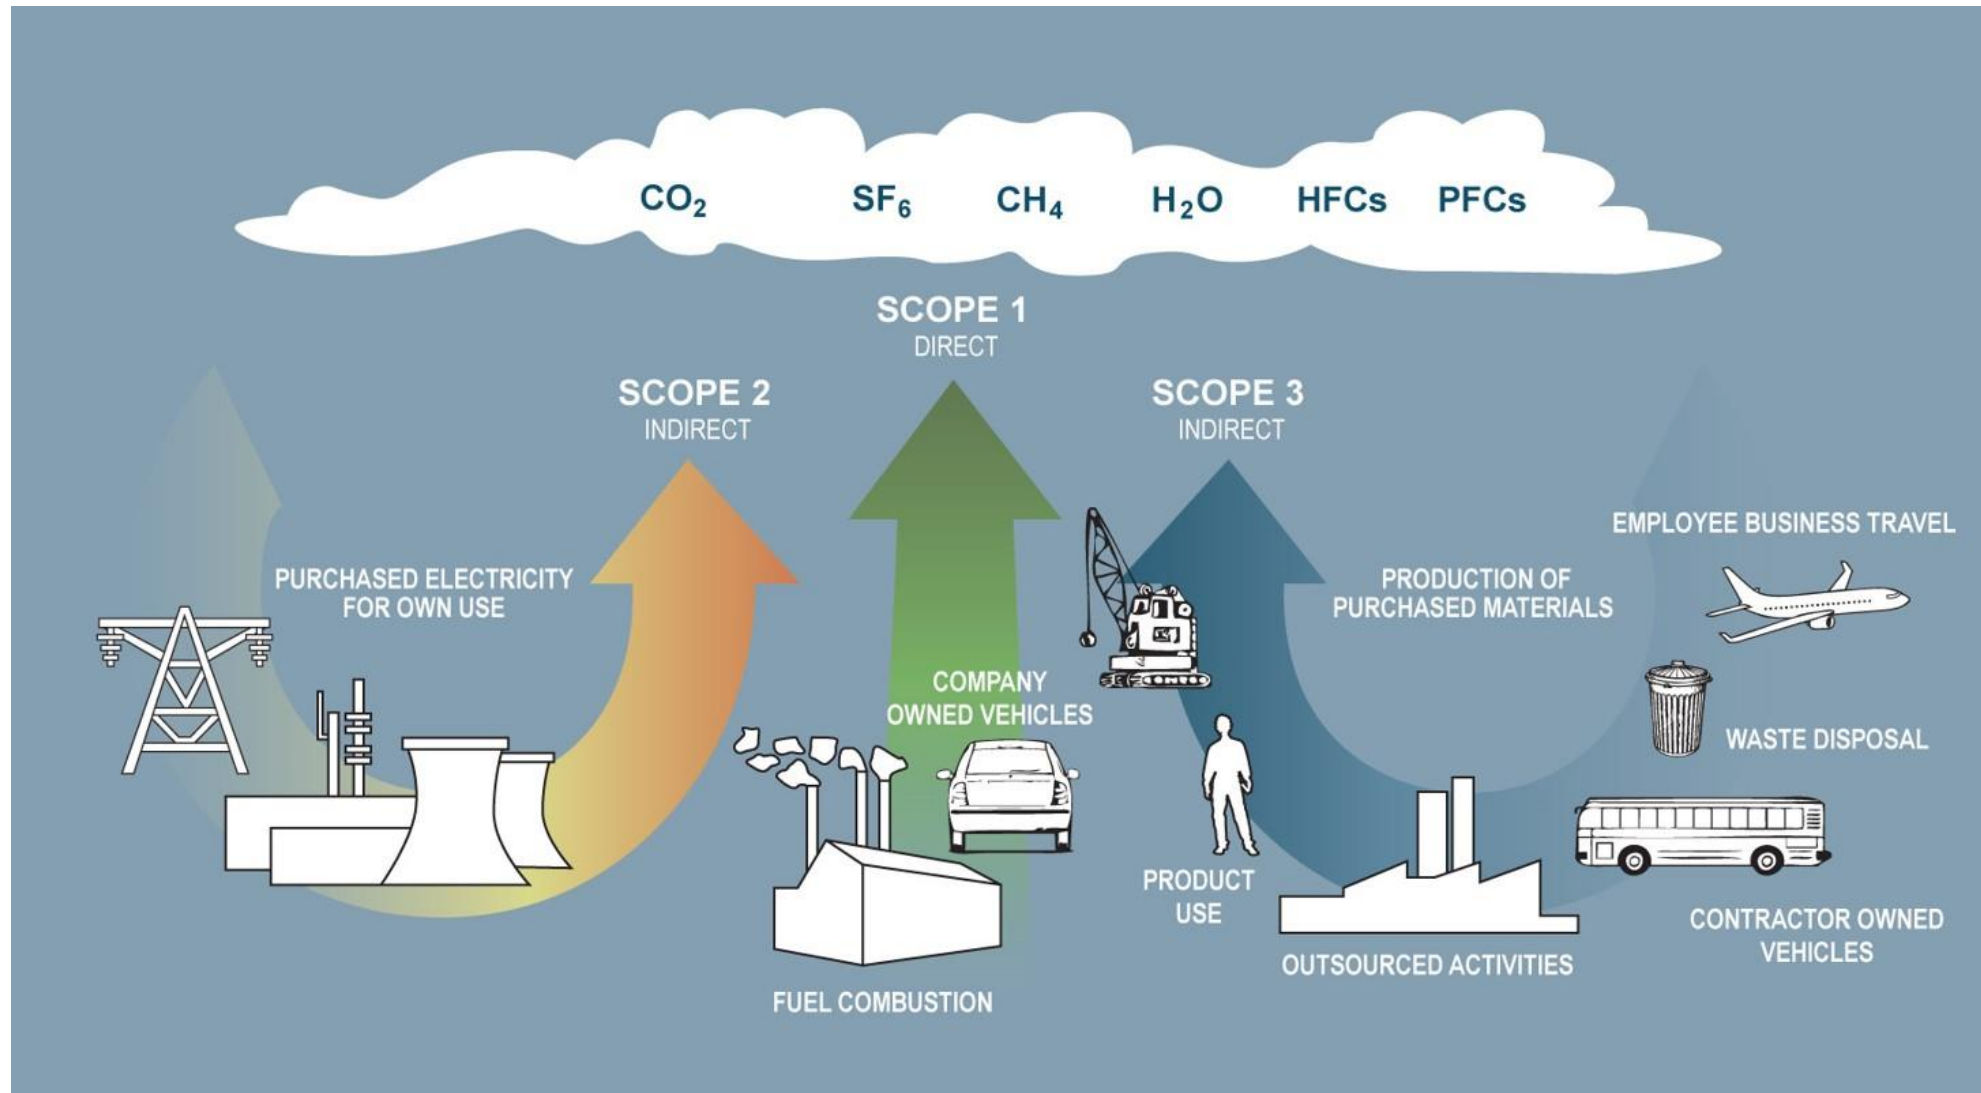 CO₂ SF₆ CH₄ H₂O HFCs PFCs
SCOPE 1
DIRECT
SCOPE 2
INDIRECT
SCOPE 3
INDIRECT
PURCHASED ELECTRICITY
FOR OWN USE
COMPANY
OWNED VEHICLES
FUEL COMBUSTION
PRODUCT
USE
PRODUCTION OF
PURCHASED MATERIALS
OUTSOURCED ACTIVITIES
EMPLOYEE BUSINESS TRAVEL
WASTE DISPOSAL
CONTRACTOR OWNED
VEHICLES